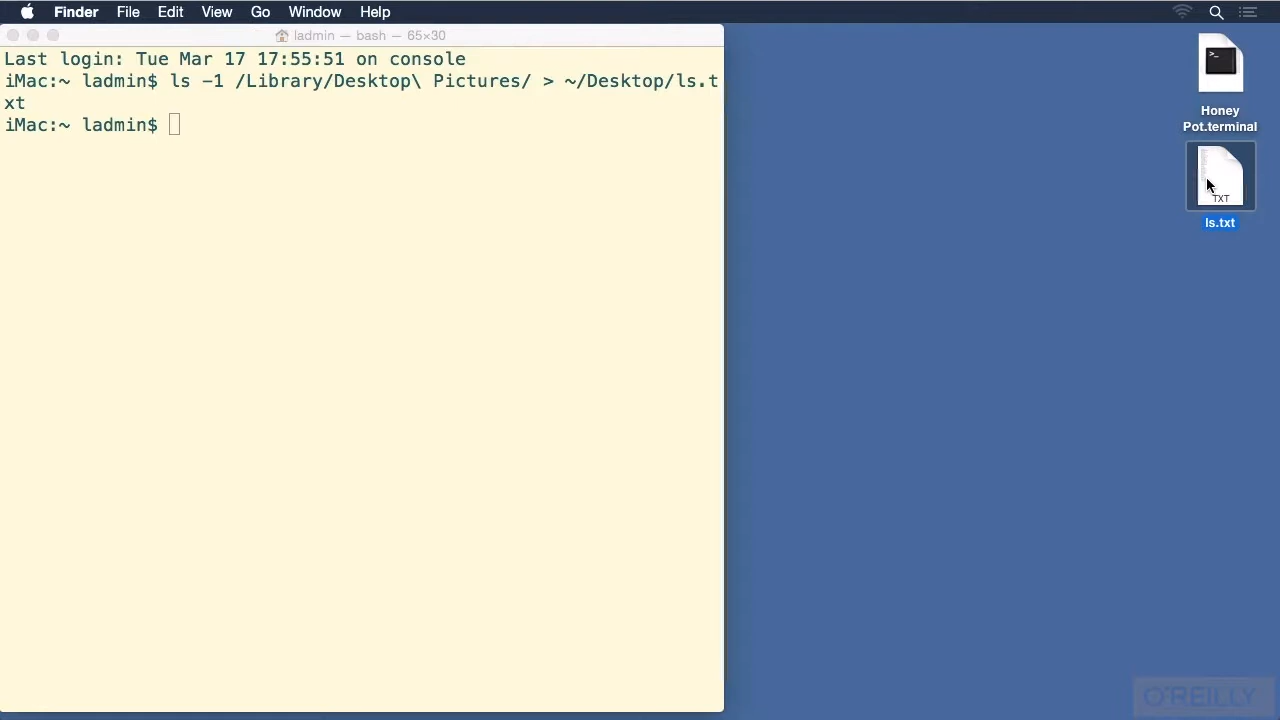 Finder File Edit View Go Window Help
ladmin — bash — 65×30
Last login: Tue Mar 17 17:55:51 on console
iMac:~ ladmin$ ls -1 /Library/Desktop\ Pictures/ > ~/Desktop/ls.t
xt
iMac:~ ladmin$
Honey
Pot.terminal
TXT
ls.txt
O'REILLY